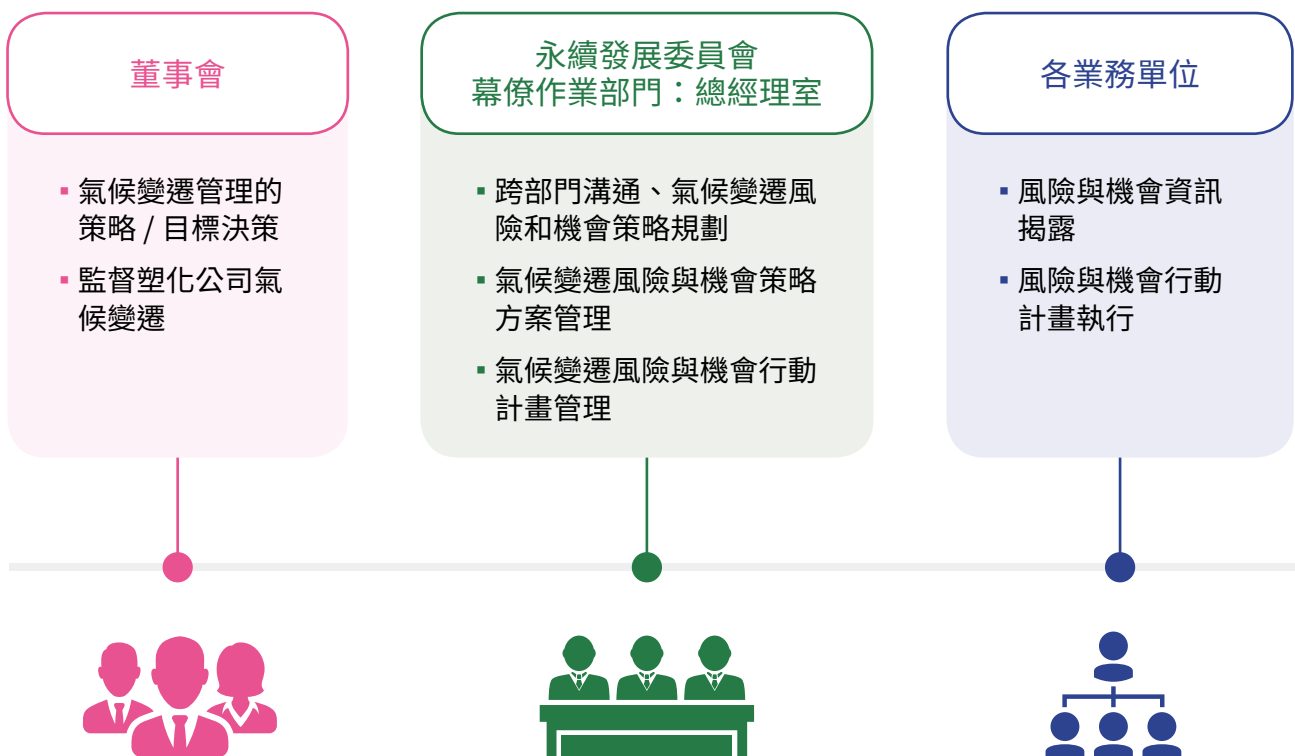 董事會
▪ 氣候變遷管理的
策略 / 目標決策
▪ 監督塑化公司氣
候變遷
永續發展委員會
幕僚作業部門：總經理室
▪ 跨部門溝通、氣候變遷風
險和機會策略規劃
▪ 氣候變遷風險與機會策略
方案管理
▪ 氣候變遷風險與機會行動
計畫管理
各業務單位
▪ 風險與機會資訊
揭露
▪ 風險與機會行動
計畫執行